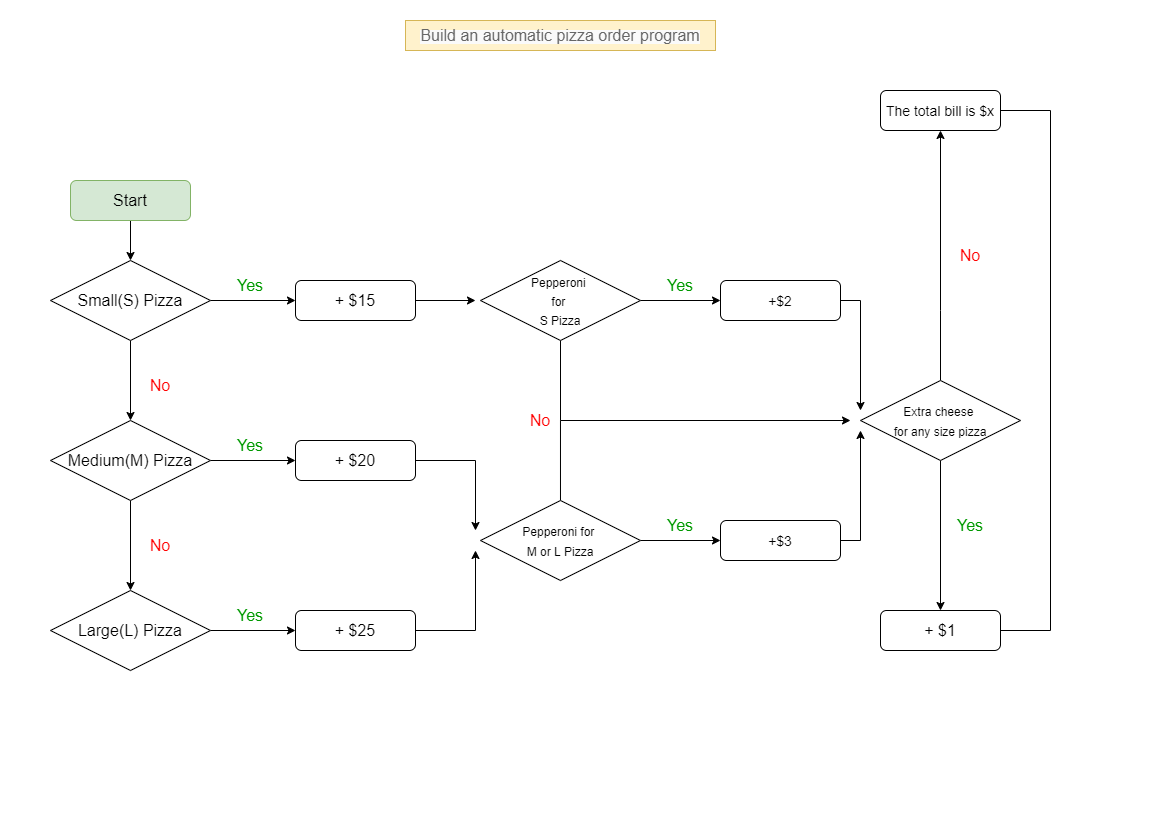 Build an automatic pizza order program
The total bill is $x
Start
No
Small(S) Pizza
Yes
+ $15
Pepperoni
for
S Pizza
Yes
+$2
No
No
Extra cheese
for any size pizza
Medium(M) Pizza
Yes
+ $20
Pepperoni for
M or L Pizza
Yes
+$3
Yes
No
Large(L) Pizza
Yes
+ $25
+ $1